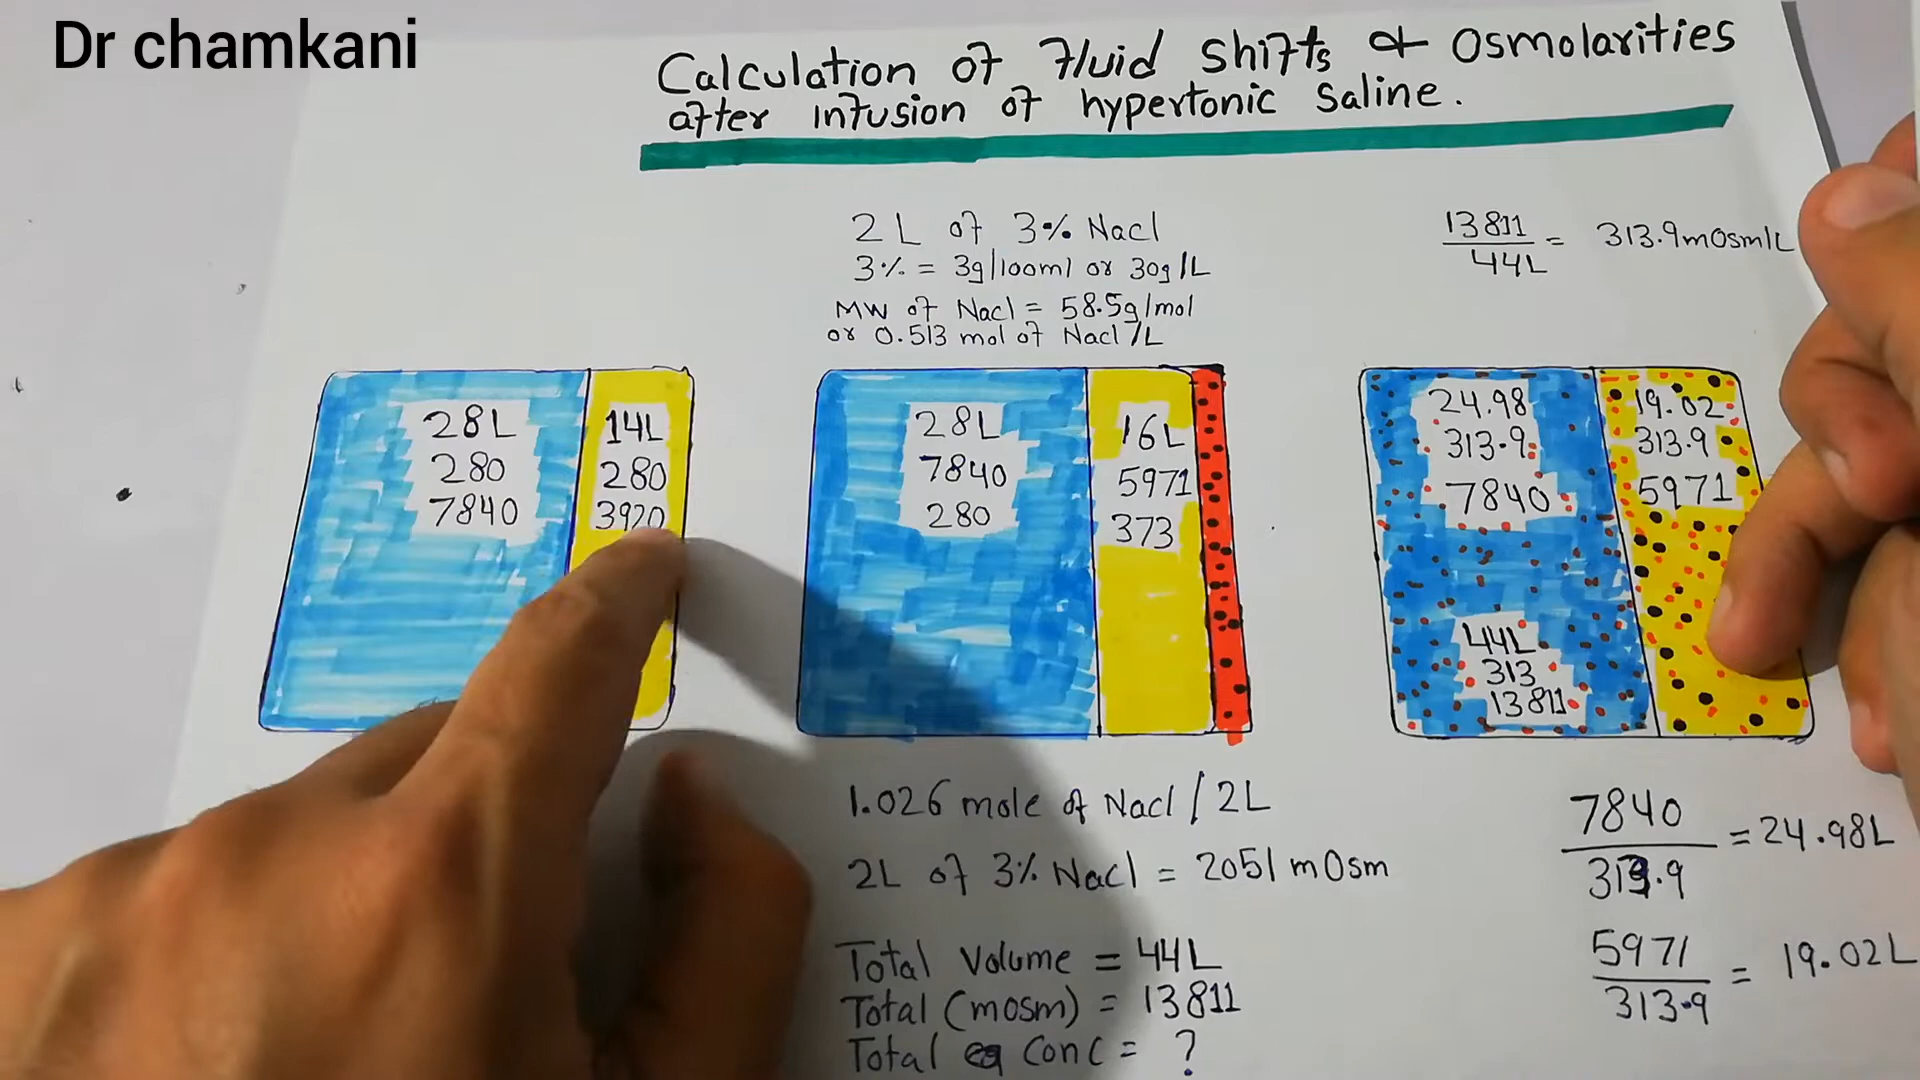 Dr chamkani
Calculation of Fluid Shifts & Osmolarities
after infusion of hypertonic Saline.
2 L of 3% Nacl
3% = 3g/100ml or 30g/L
MW of Nacl = 58.5g/mol
or 0.513 mol of Nacl/L
13811
44L
= 313.9mosm/L
28L
280
7840
14L
280
3920
28L
7840
280
16L
5971
373
24.98
313.9
7840
19.02
313.9
5971
44L
313
13811
1.026 mole of Nacl / 2L
2L of 3% Nacl = 2051 mOsm
Total Volume = 44L
Total (mosm) = 13811
Total Conc = ?
7840
313.9
= 24.98L
5971
313.9
= 19.02L